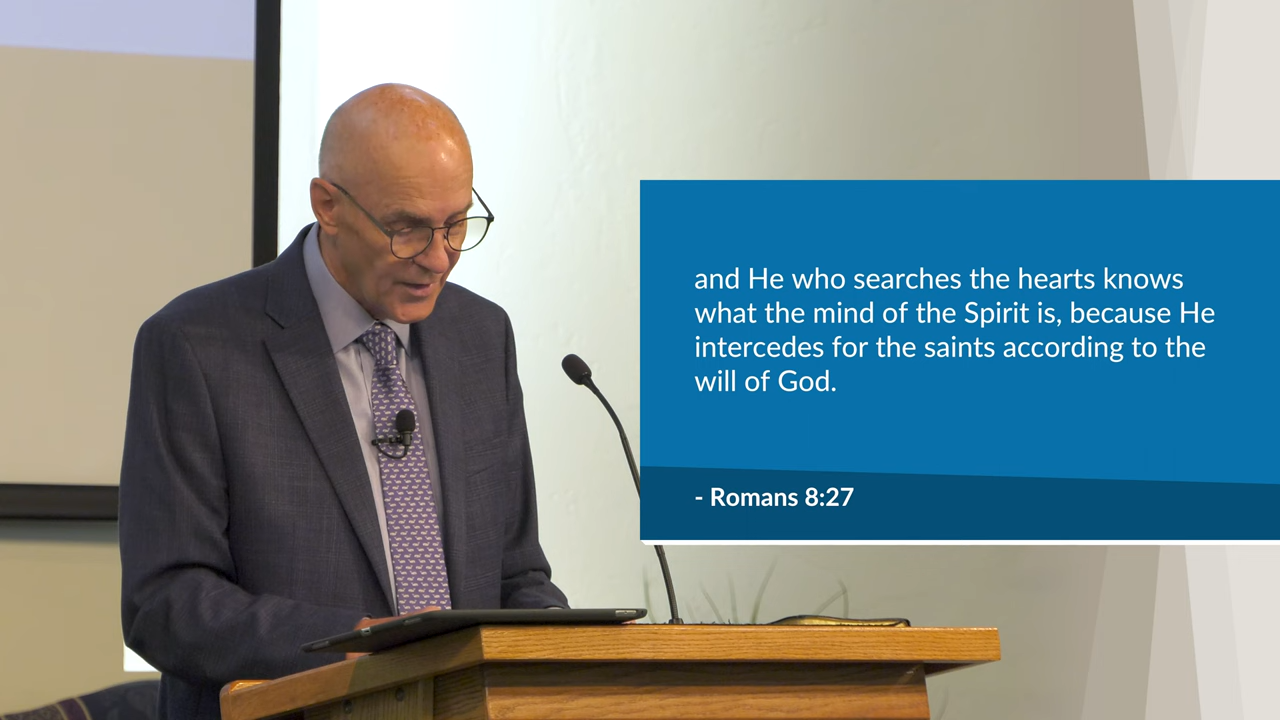 and He who searches the hearts knows
what the mind of the Spirit is, because He
intercedes for the saints according to the
will of God.
- Romans 8:27